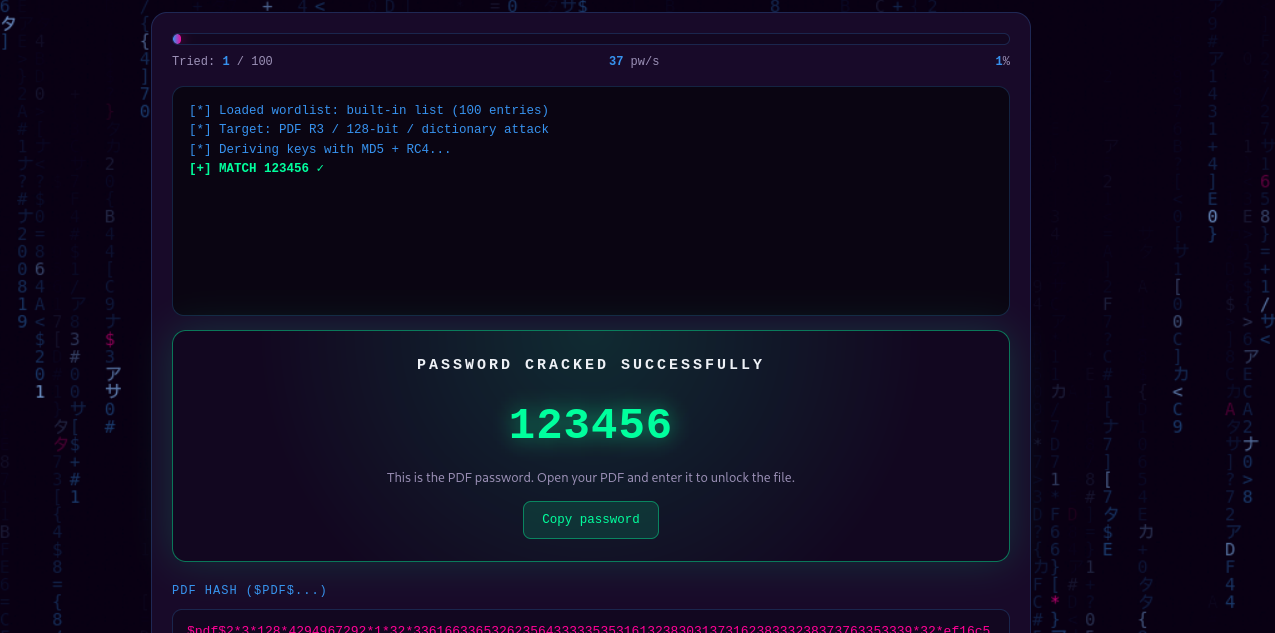 Tried: 1 / 100
37 pw/s
1%
[*] Loaded wordlist: built-in list (100 entries)
[*] Target: PDF R3 / 128-bit / dictionary attack
[*] Deriving keys with MD5 + RC4...
[+] MATCH 123456 ✓
PASSWORD CRACKED SUCCESSFULLY
123456
This is the PDF password. Open your PDF and enter it to unlock the file.
Copy password
PDF HASH ($PDF$...)